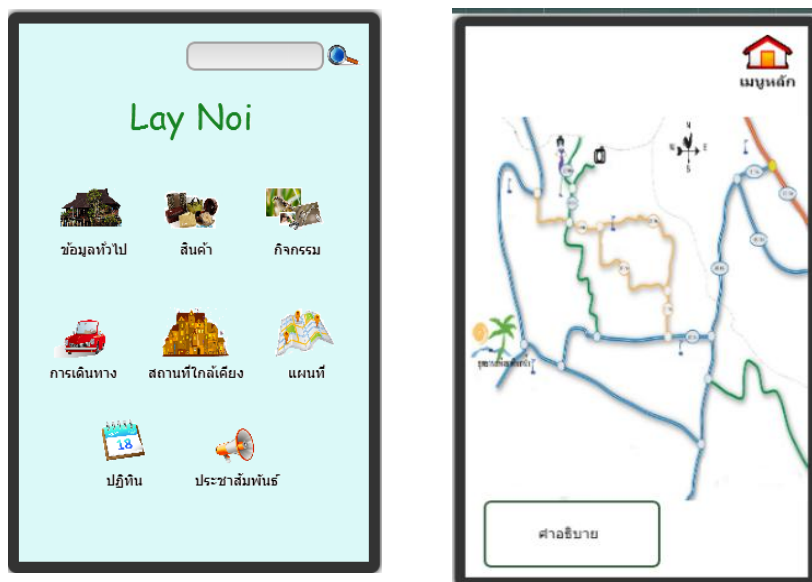 Lay Noi
ข้อมูลทั่วไป
สินค้า
กิจกรรม
การเดินทาง
สถานที่ใกล้เคียง
แผนที่
18
ปฏิทิน
ประชาสัมพันธ์
เมนูหลัก
N
E
S
คำอธิบาย